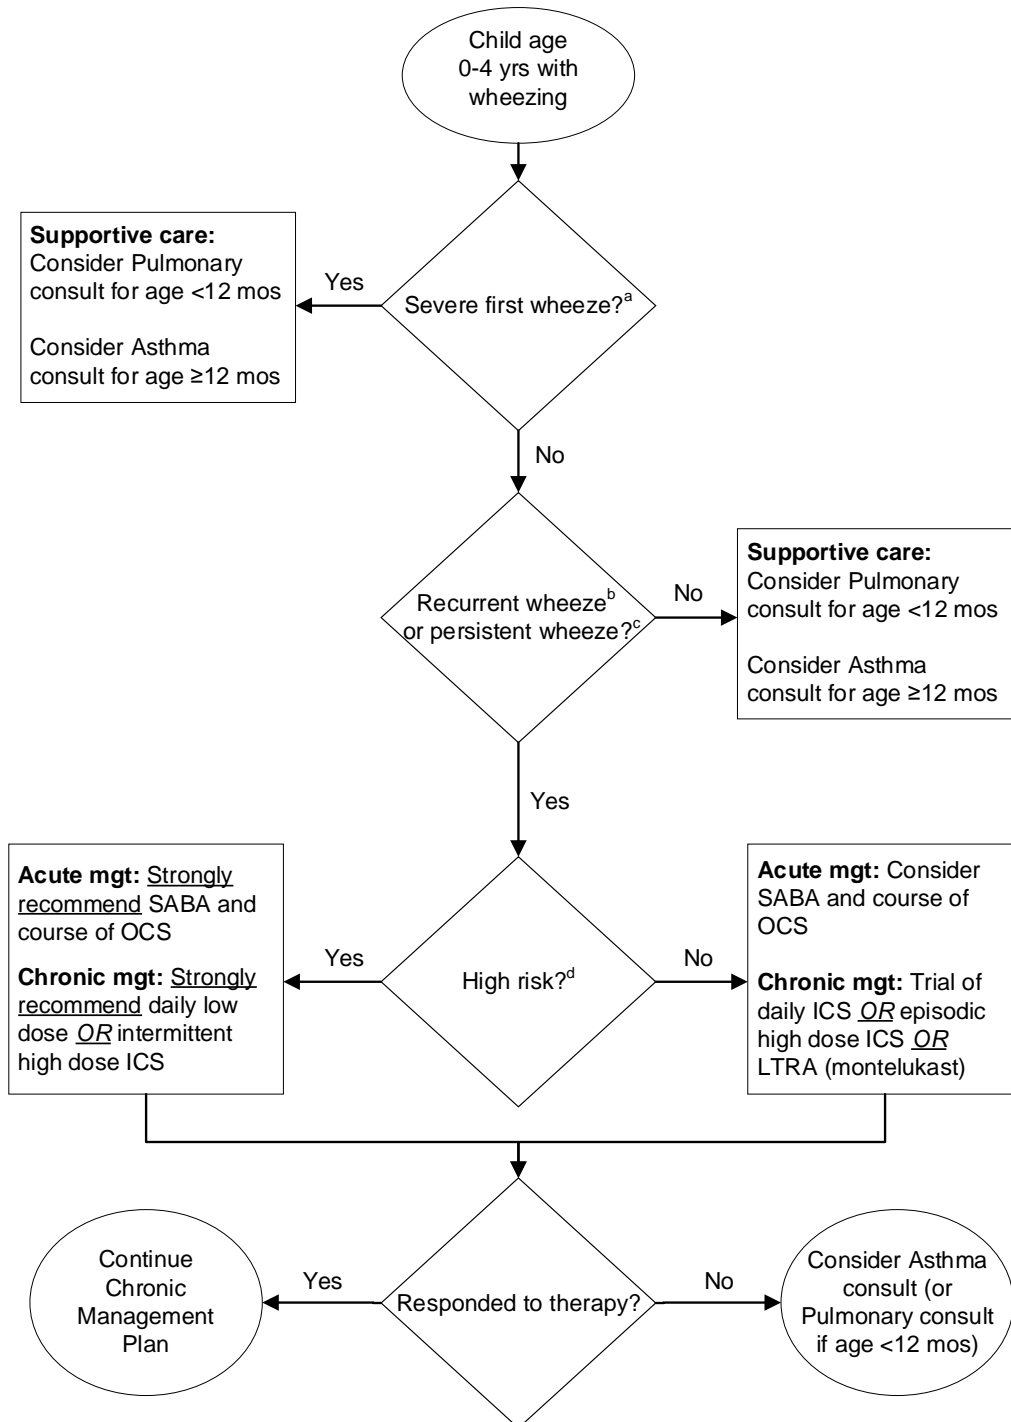 Child age
0-4 yrs with
wheezing
Supportive care:
Consider Pulmonary
consult for age <12 mos
Consider Asthma
consult for age ≥12 mos
Yes
Severe first wheeze?a
No
Recurrent wheezeb
or persistent wheeze?c
No
Supportive care:
Consider Pulmonary
consult for age <12 mos
Consider Asthma
consult for age ≥12 mos
Yes
Acute mgt: Strongly
recommend SABA and
course of OCS
Chronic mgt: Strongly
recommend daily low
dose OR intermittent
high dose ICS
Yes
High risk?d
No
Acute mgt: Consider
SABA and course of
OCS
Chronic mgt: Trial of
daily ICS OR episodic
high dose ICS OR
LTRA (montelukast)
Continue
Chronic
Management
Plan
Yes
Responded to therapy?
No
Consider Asthma
consult (or
Pulmonary consult
if age <12 mos)